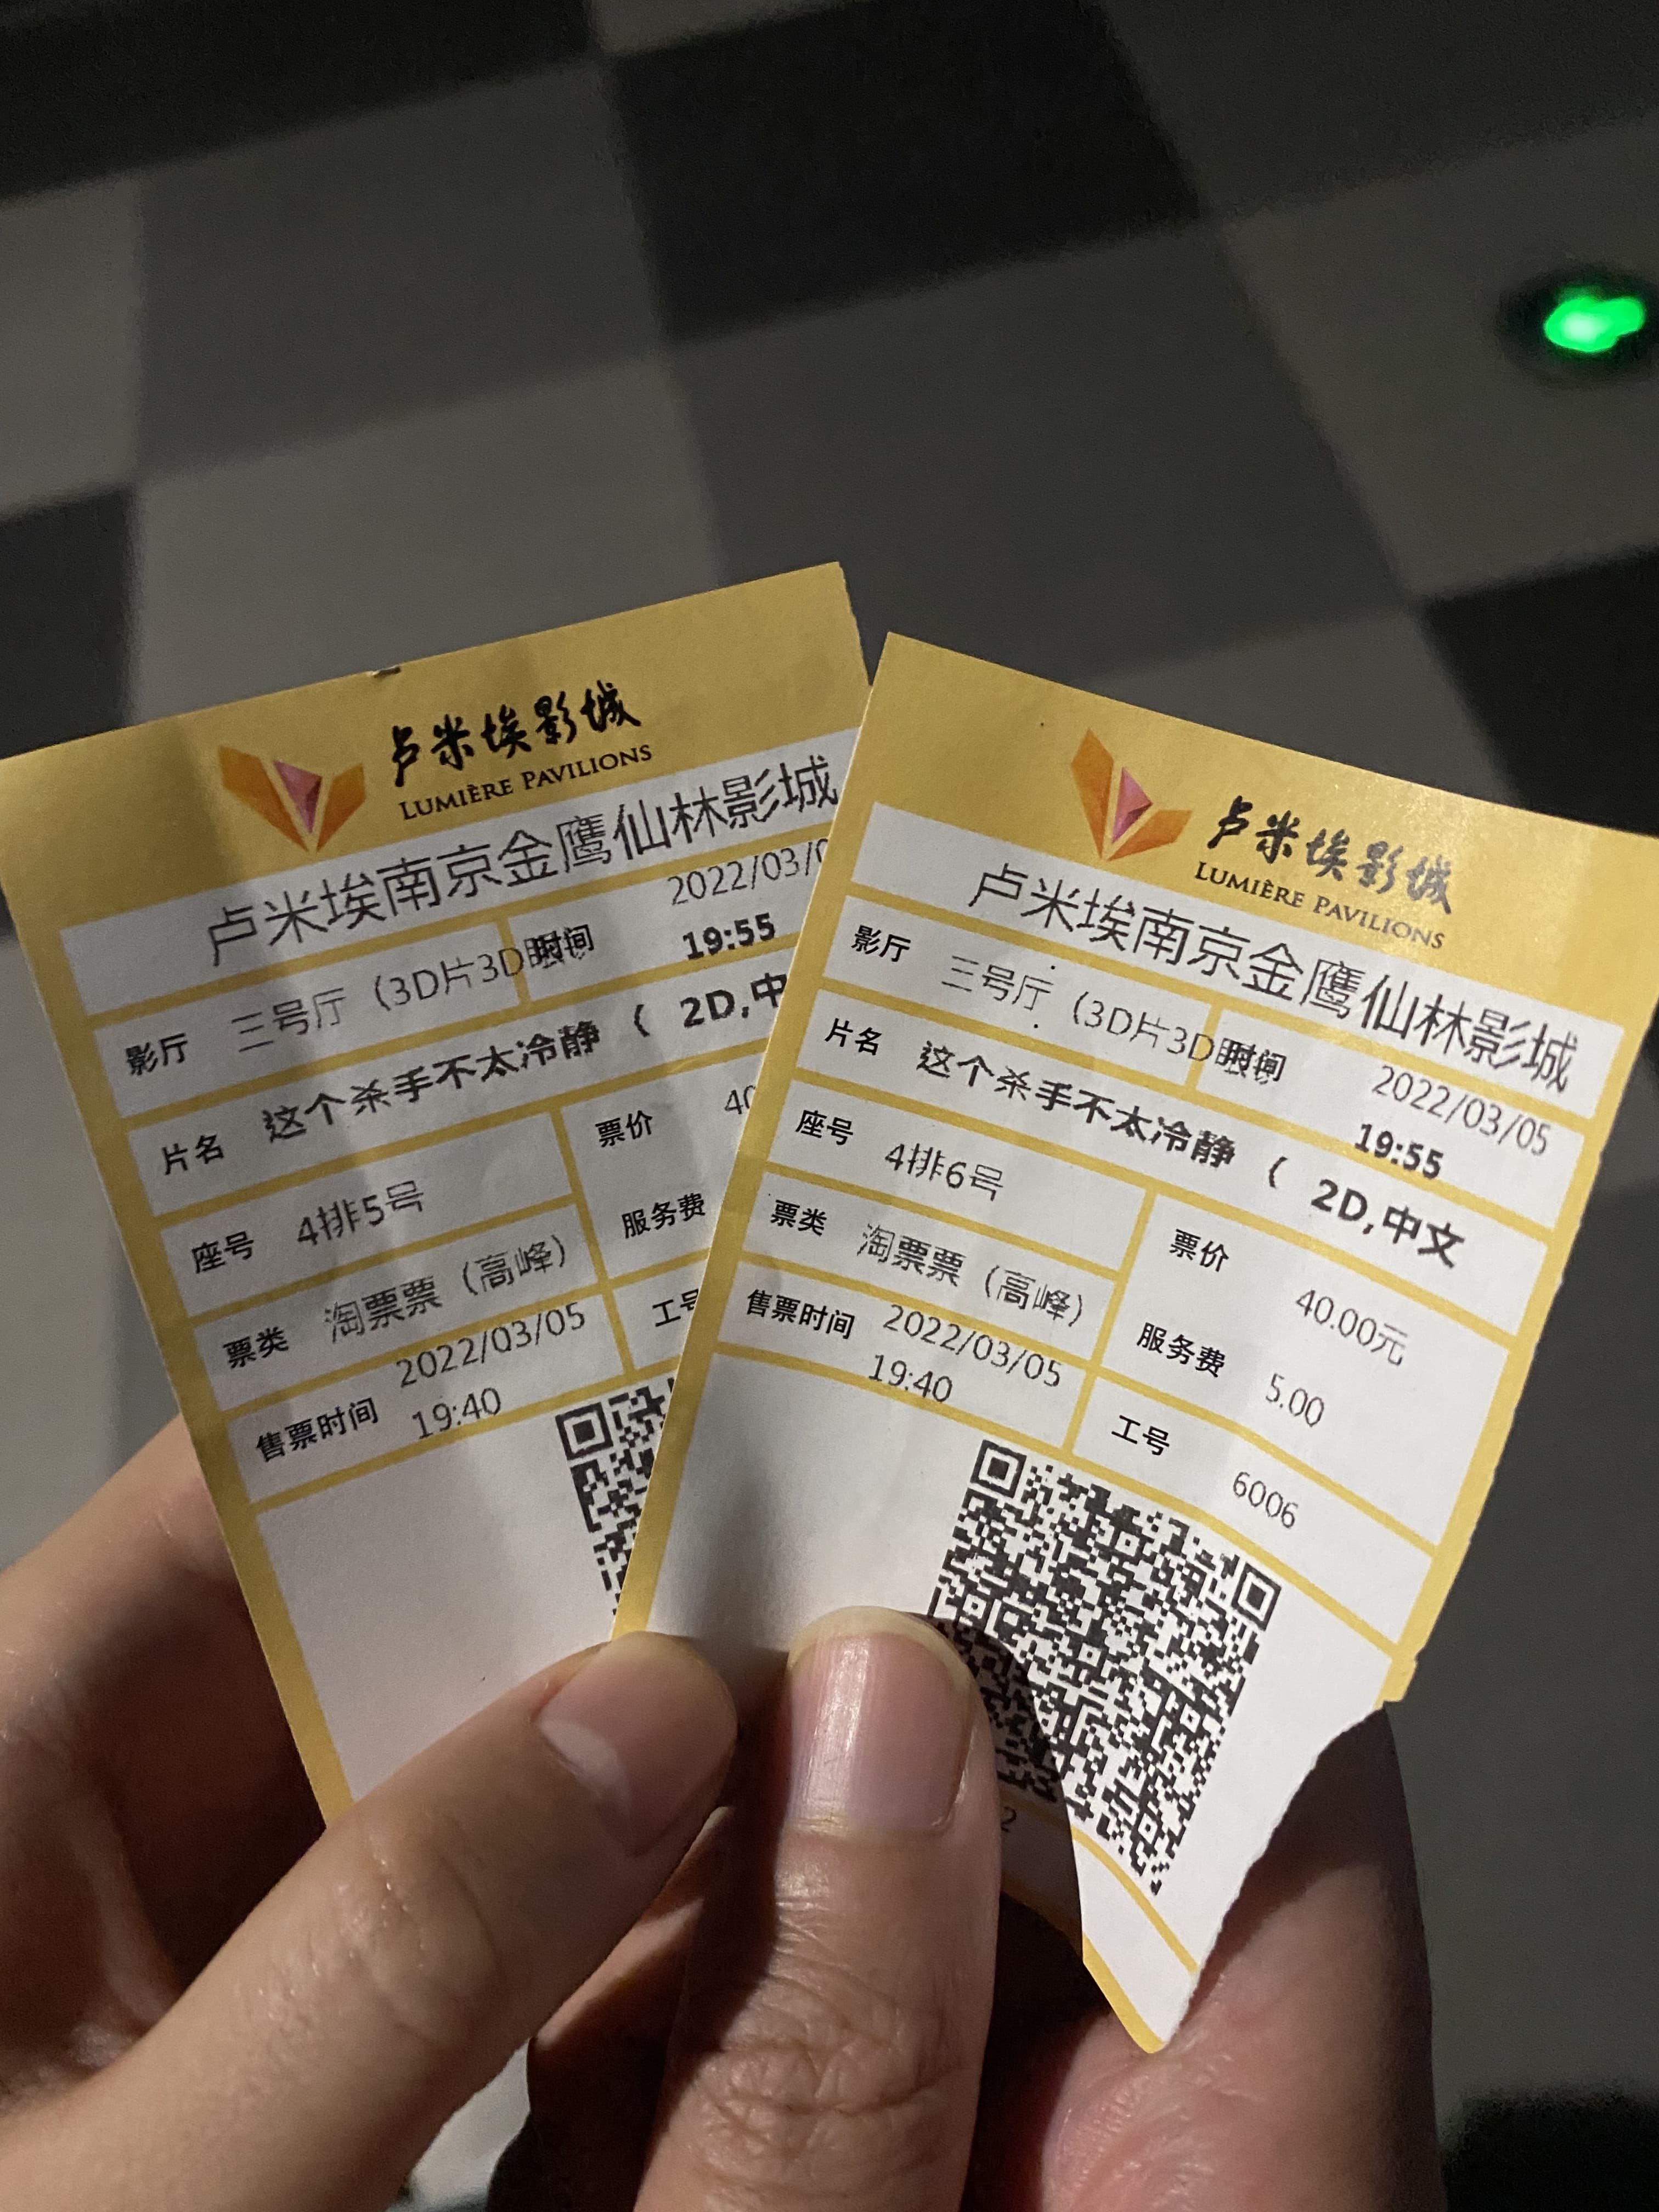 卢米埃影城
LUMIÈRE PAVILIONS
卢米埃南京金鹰仙林影城
影厅 三号厅（3D片3D眼镜 时间 2022/03/0
19:55
片名 这个杀手不太冷静 （ 2D,中
座号 4排5号 票价 40
服务费
票类 淘票票（高峰）
工号
售票时间 2022/03/05
19:40
卢米埃影城
LUMIÈRE PAVILIONS
卢米埃南京金鹰仙林影城
影厅 三号厅（3D片3D眼镜 时间 2022/03/05
19:55
片名 这个杀手不太冷静 （ 2D,中文
座号 4排6号 票价 40.00元
服务费 5.00
票类 淘票票（高峰）
工号 6006
售票时间 2022/03/05
19:40
2